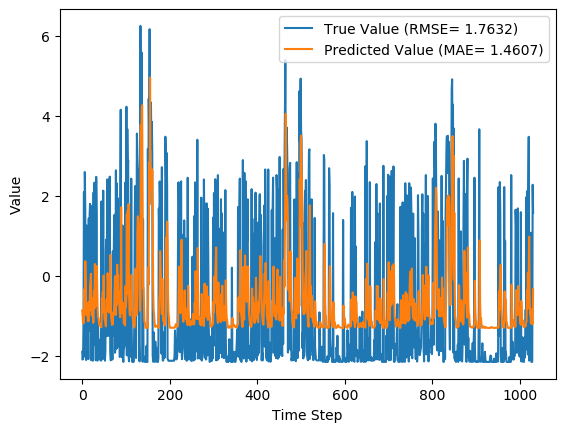 True Value (RMSE= 1.7632)
Predicted Value (MAE= 1.4607)
6
4
2
0
−2
Value
0
200
400
600
800
1000
Time Step